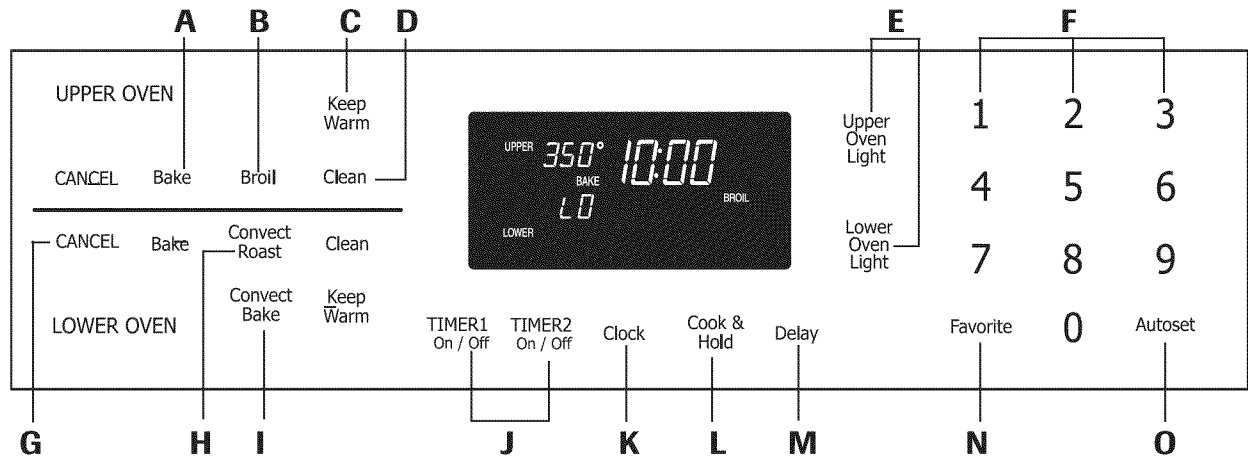 A B C D E F
UPPER OVEN
Keep
Warm
CANCEL Bake Broil Clean
CANCEL Bake Convect
Roast Clean
Convect
Bake Keep
Warm
LOWER OVEN
UPPER 350° 10:00
BAKE
BROIL
LO
LOWER
TIMER1
On / Off
TIMER2
On / Off
Clock
Cook &
Hold
Delay
Upper
Oven
Light
Lower
Oven
Light
1 2 3
4 5 6
7 8 9
Favorite 0 Autoset
G H I J K L M N O